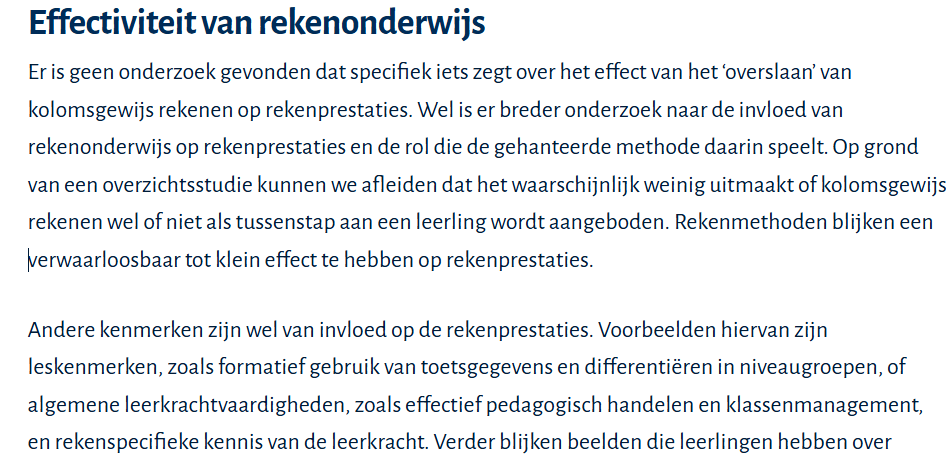 Effectiviteit van rekenonderwijs
Er is geen onderzoek gevonden dat specifiek iets zegt over het effect van het ‘overslaan’ van
kolomsgewijs rekenen op rekenprestaties. Wel is er breder onderzoek naar de invloed van
rekenonderwijs op rekenprestaties en de rol die de gehanteerde methode daarin speelt. Op grond
van een overzichtsstudie kunnen we afleiden dat het waarschijnlijk weinig uitmaakt of kolomsgewijs
rekenen wel of niet als tussenstap aan een leerling wordt aangeboden. Rekenmethoden blijken een
verwaarloosbaar tot klein effect te hebben op rekenprestaties.
Andere kenmerken zijn wel van invloed op de rekenprestaties. Voorbeelden hiervan zijn
leskenmerken, zoals formatief gebruik van toetsgegevens en differentiëren in niveaugroepen, of
algemene leerkrachtvaardigheden, zoals effectief pedagogisch handelen en klassenmanagement,
en rekenspecifieke kennis van de leerkracht. Verder blijken beelden die leerlingen hebben over